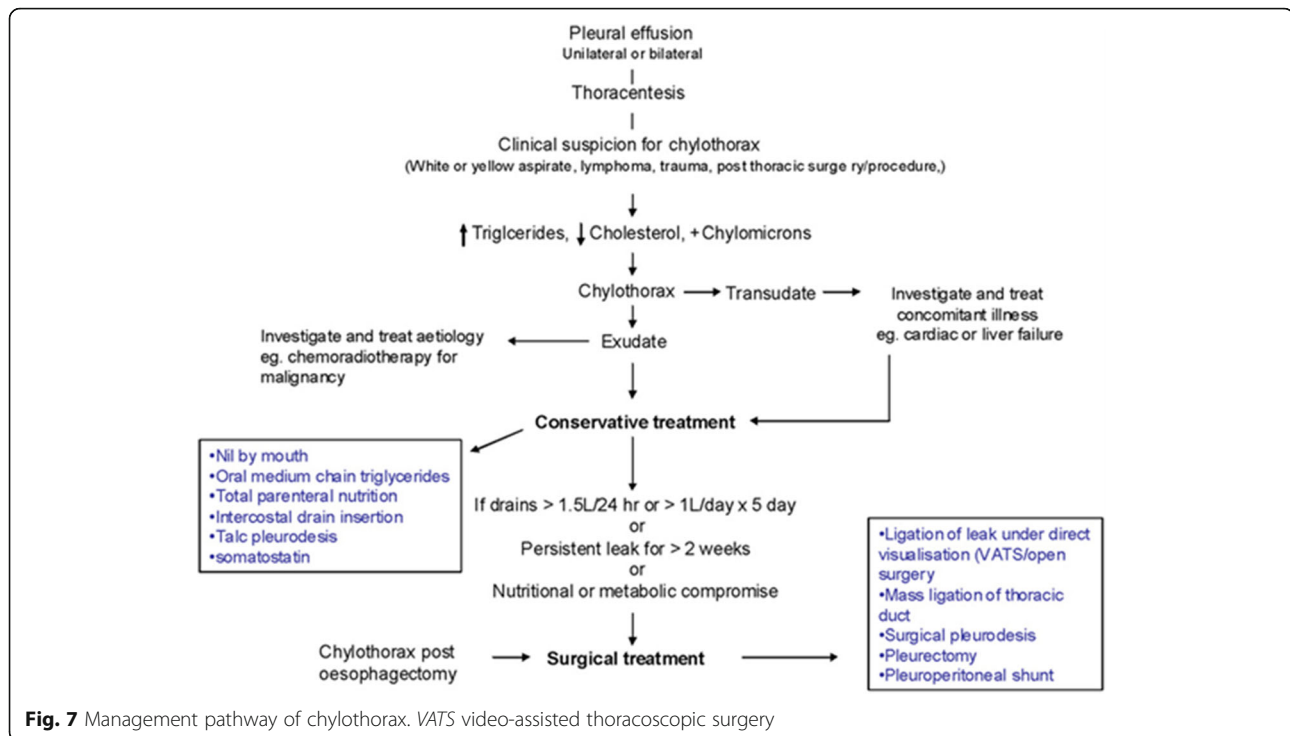 Pleural effusion
Unilateral or bilateral
Thoracentesis
Clinical suspicion for chylothorax
(White or yellow aspirate, lymphoma, trauma, post thoracic surge ry/procedure,)
↑Triglcerides, ↓Cholesterol, +Chylomicrons
Chylothorax
Transudate
Investigate and treat
concomitant illness
eg. cardiac or liver failure
Investigate and treat aetiology
eg. chemoradiotherapy for
malignancy
Exudate
Conservative treatment
•Nil by mouth
•Oral medium chain triglycerides
•Total parenteral nutrition
•Intercostal drain insertion
•Talc pleurodesis
•somatostatin
If drains > 1.5L/24 hr or > 1L/day x 5 day
or
Persistent leak for > 2 weeks
or
Nutritional or metabolic compromise
•Ligation of leak under direct
visualisation (VATS/open
surgery
•Mass ligation of thoracic
duct
•Surgical pleurodesis
•Pleurectomy
•Pleuroperitoneal shunt
Chylothorax post
oesophagectomy
Surgical treatment
Fig. 7 Management pathway of chylothorax. VATS video-assisted thoracoscopic surgery